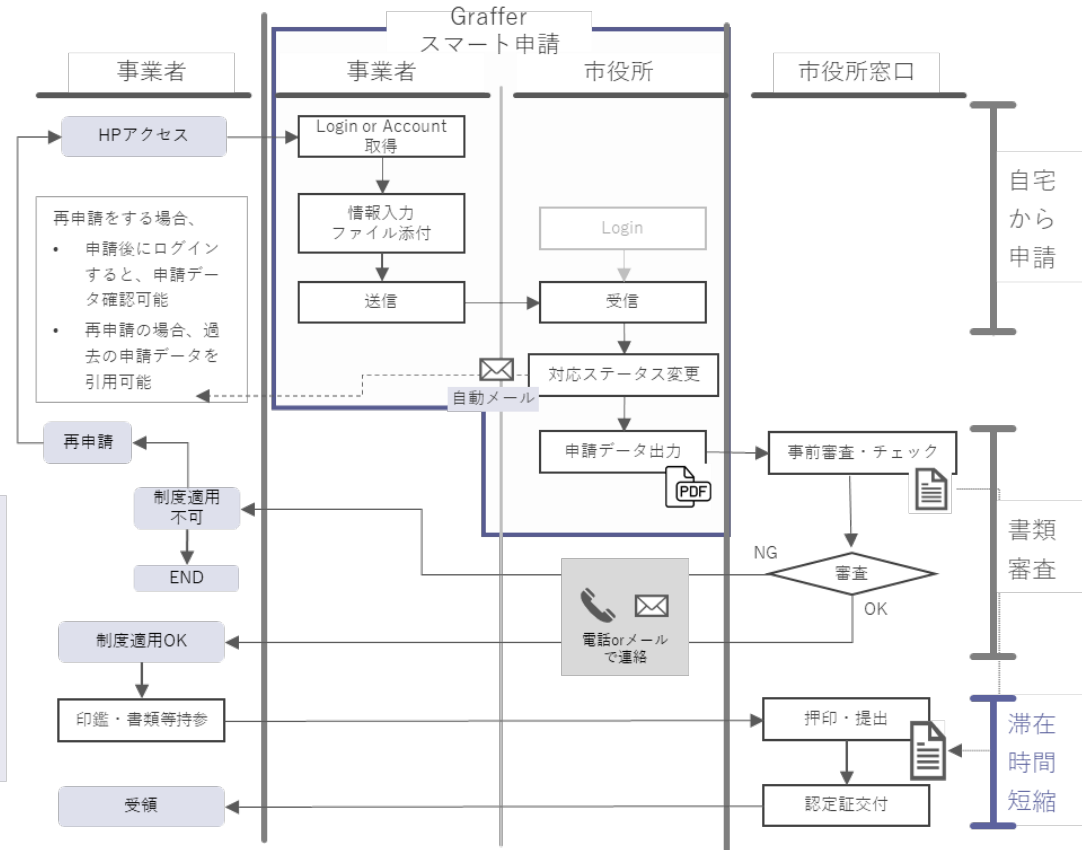 Graffer
スマート申請
事業者
事業者
市役所
市役所窓口
HPアクセス
Login or Account
取得
自宅
から
申請
再申請をする場合、
• 申請後にログイン
すると、申請デー
タ確認可能
• 再申請の場合、過
去の申請データを
引用可能
情報入力
ファイル添付
Login
送信
受信
対応ステータス変更
自動メール
再申請
申請データ出力
PDF
事前審査・チェック
制度適用
不可
書類
審査
NG
審査
END
OK
制度適用OK
電話orメール
で連絡
印鑑・書類等持参
押印・提出
滞在
時間
短縮
受領
認定証交付